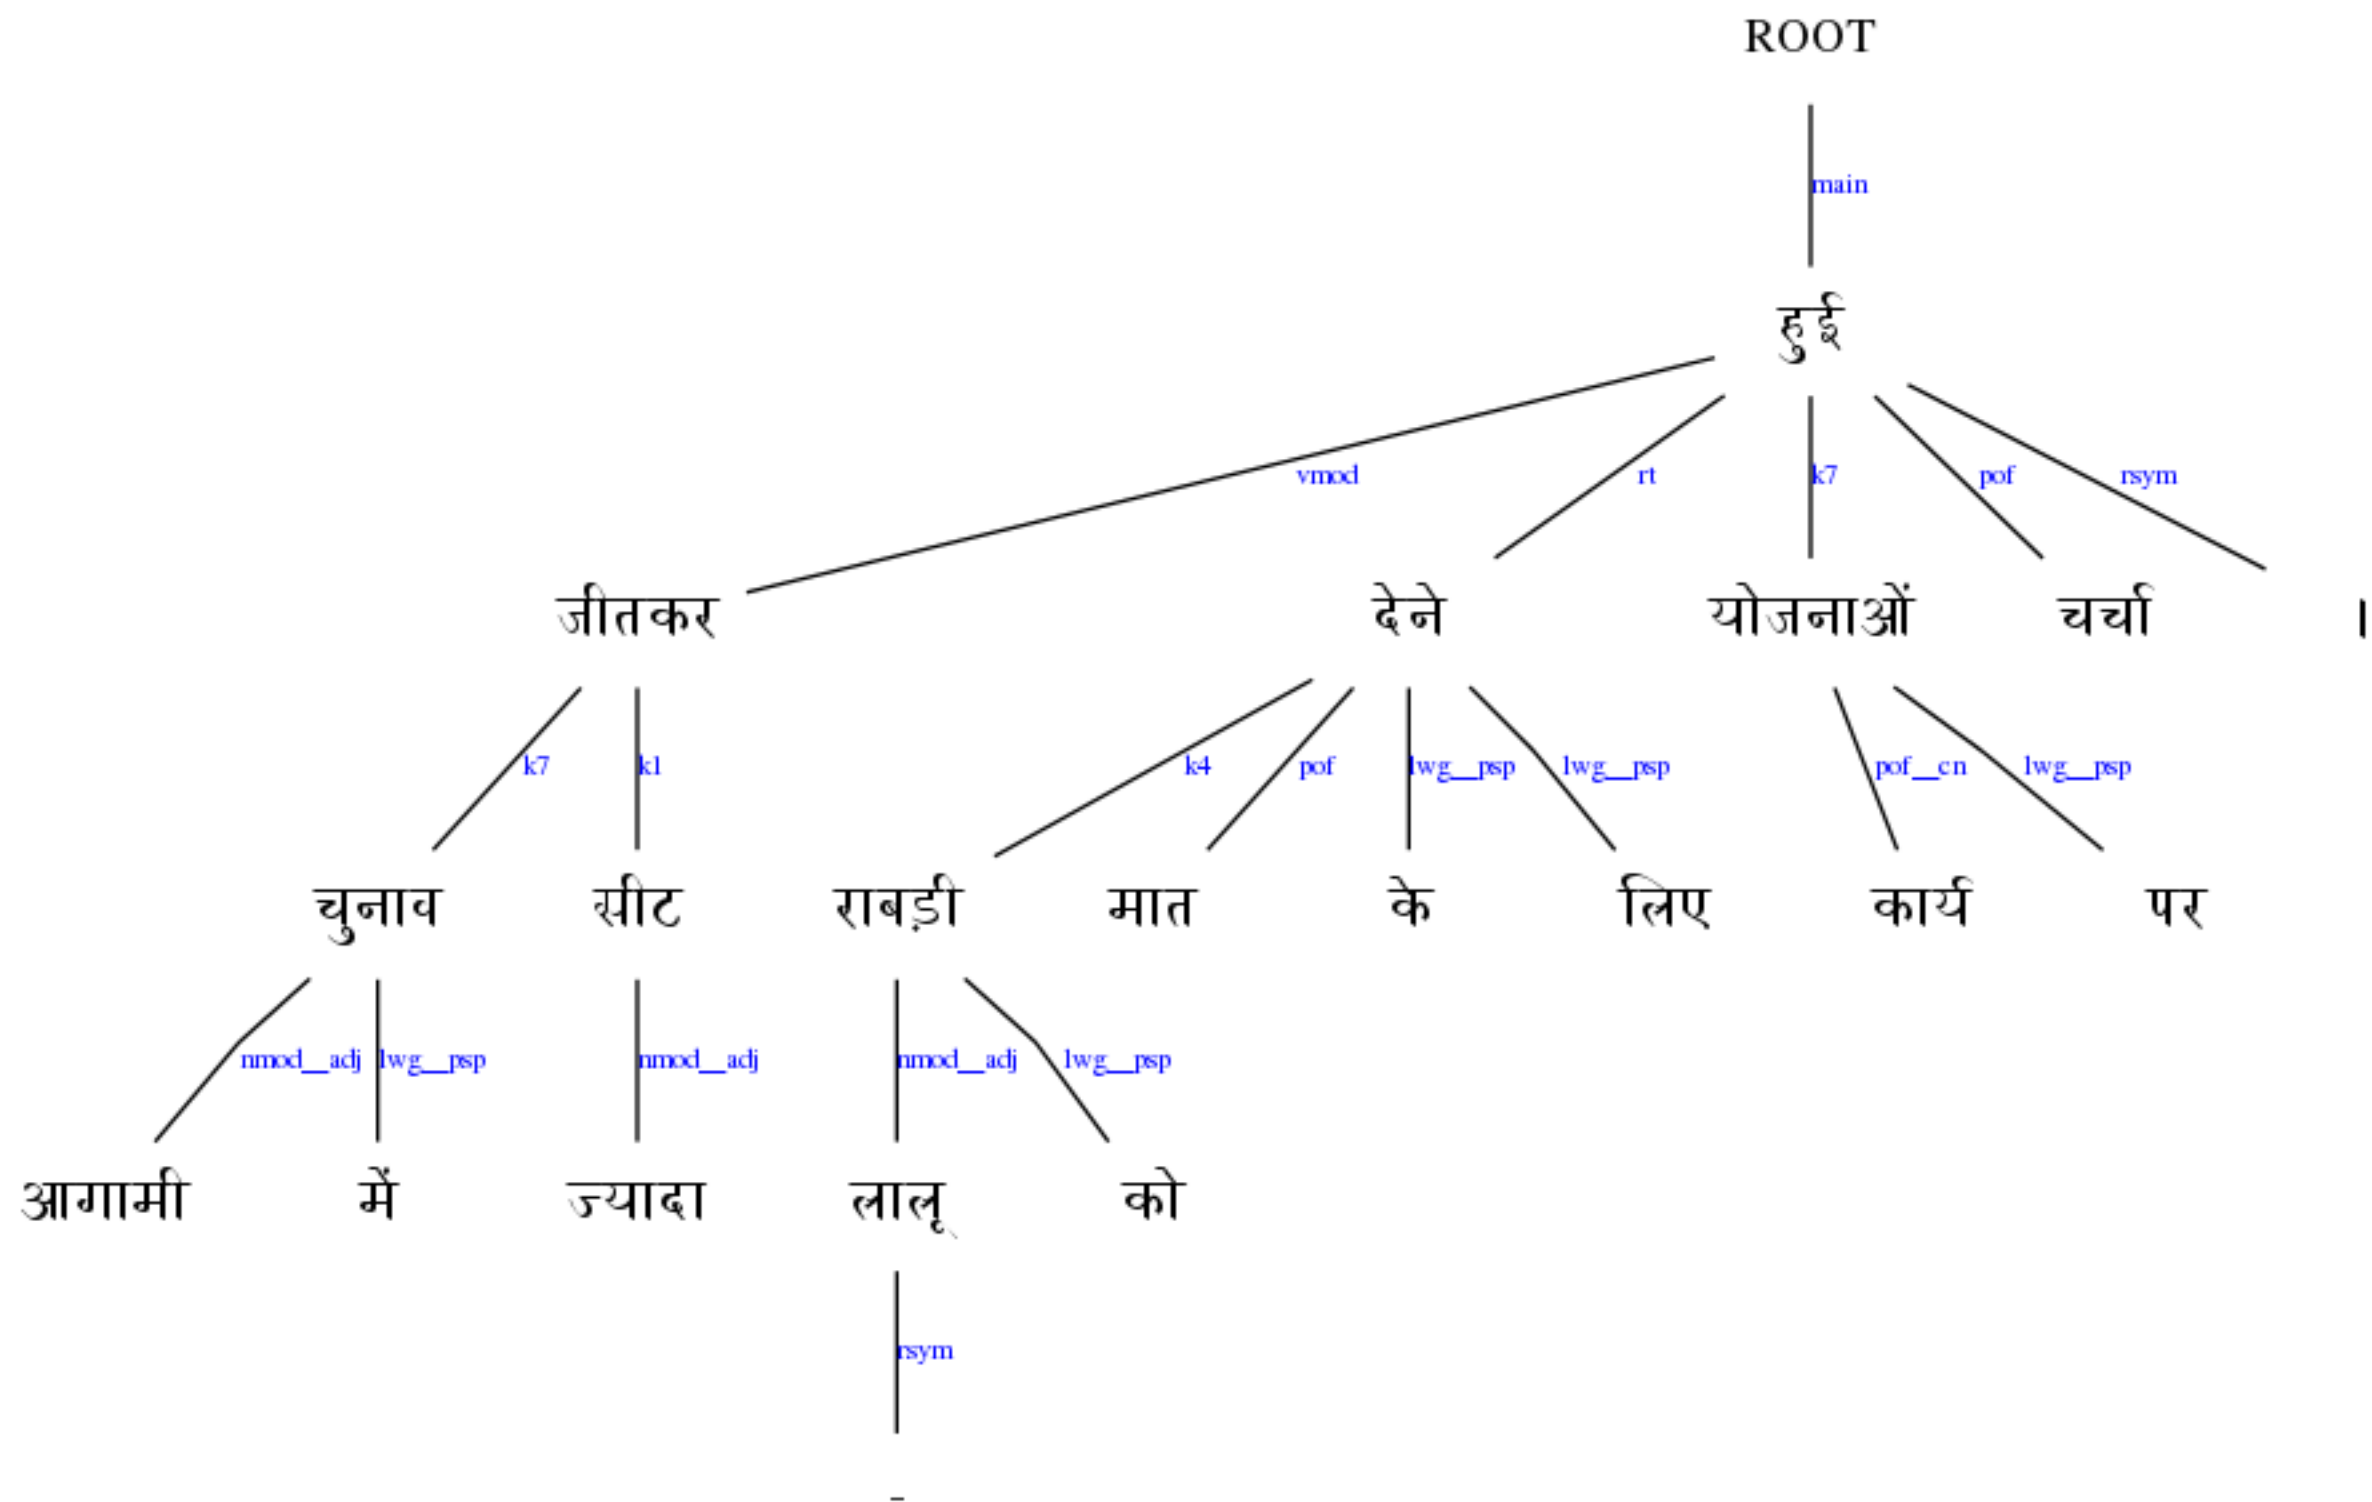 ROOT
main
हुई
vmod rt k7 pof rsym
जीतकर देने योजनाओं चर्चा ।
k7 k1 k4 pof lwg__psp lwg__psp pof__cn lwg__psp
चुनाव सीट राबड़ी मात के लिए कार्य पर
nmod__adj lwg__psp nmod__adj nmod__adj lwg__psp
आगामी में ज्यादा लालू को
rsym
-